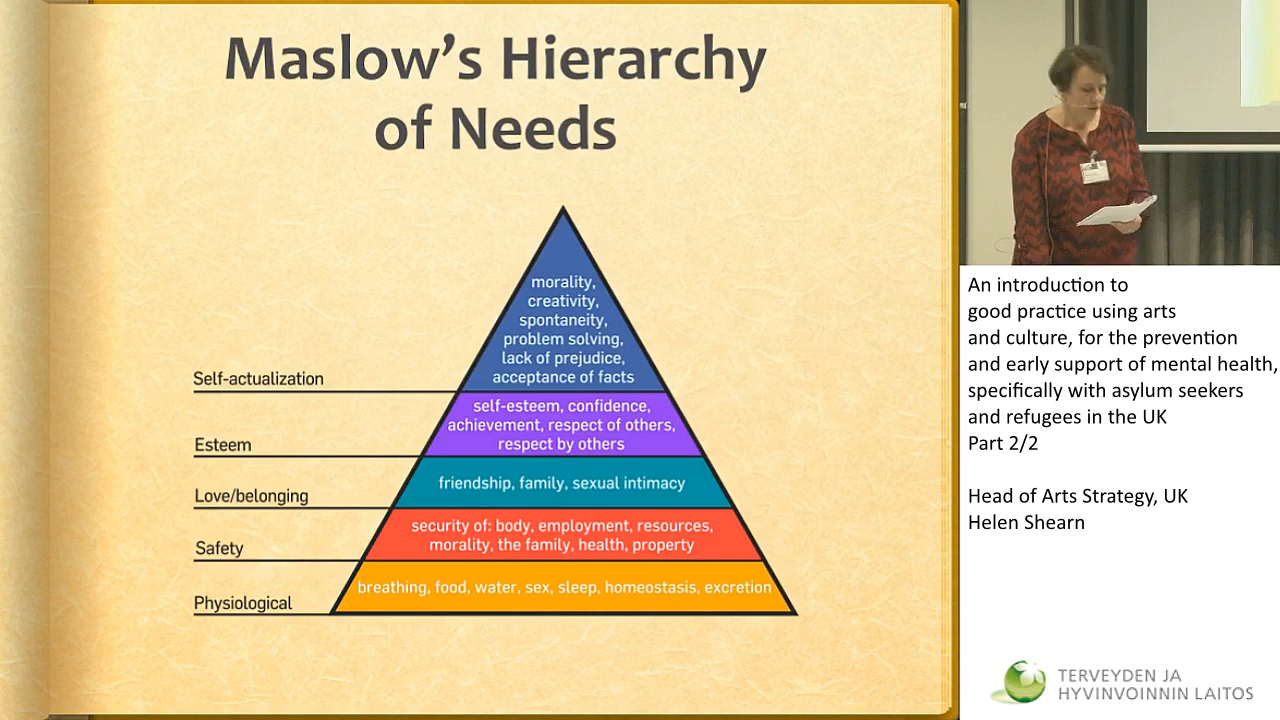 Maslow's Hierarchy
of Needs
morality,
creativity,
spontaneity,
problem solving,
lack of prejudice,
acceptance of facts
Self-actualization
self-esteem, confidence,
achievement, respect of others,
respect by others
Esteem
friendship, family, sexual intimacy
Love/belonging
security of: body, employment, resources,
morality, the family, health, property
Safety
breathing, food, water, sex, sleep, homeostasis, excretion
Physiological
An introduction to
good practice using arts
and culture, for the prevention
and early support of mental health,
specifically with asylum seekers
and refugees in the UK
Part 2/2
Head of Arts Strategy, UK
Helen Shearn
TERVEYDEN JA
HYVINVOINNIN LAITOS